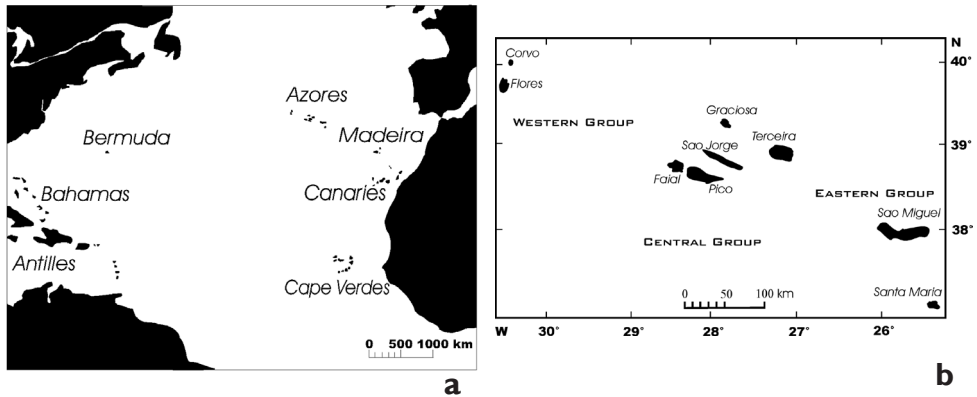 Azores
Madeira
Bermuda
Canaries
Bahamas
Antilles
Cape Verdes
0 500 1000 km
a
N
Corvo
40°
Flores
Graciosa
Western Group
Terceira
39°
Sao Jorge
Faial
Pico
Eastern Group
Sao Miguel
38°
Central Group
Santa Maria
0 50 100 km
W 30° 29° 28° 27° 26°
b